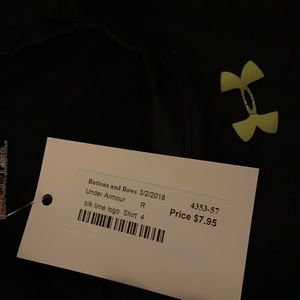 Buttons and Bows 3/2/2018
Under Armour R
blk lime logo Shirt 4
4353-57
Price $7.95